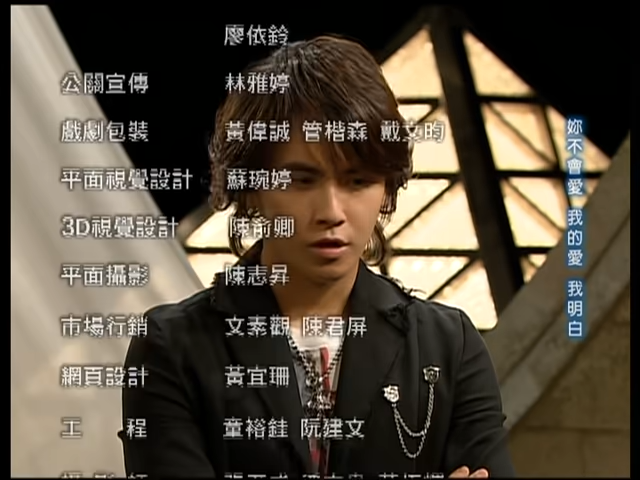 廖依鈴
公關宣傳 林雅婷
戲劇包裝 黃偉誠 管楷森 戴文昀
平面視覺設計 蘇琬婷
3D視覺設計 陳俞卿
平面攝影 陳志昇
市場行銷 文素觀 陳君屏
網頁設計 黃宜珊
工 程 童裕銈 阮建文
妳不會愛 我的愛 我明白